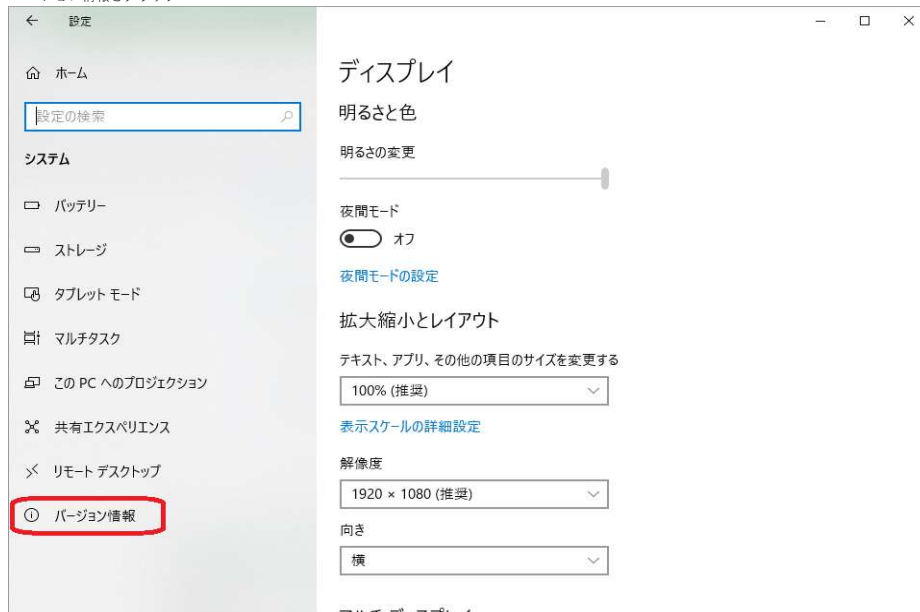 設定
ホーム
設定の検索
システム
バッテリー
ストレージ
タブレット モード
マルチタスク
この PC へのプロジェクション
共有エクスペリエンス
リモート デスクトップ
バージョン情報
ディスプレイ
明るさと色
明るさの変更
夜間モード
オフ
夜間モードの設定
拡大縮小とレイアウト
テキスト、アプリ、その他の項目のサイズを変更する
100% (推奨)
表示スケールの詳細設定
解像度
1920 × 1080 (推奨)
向き
横